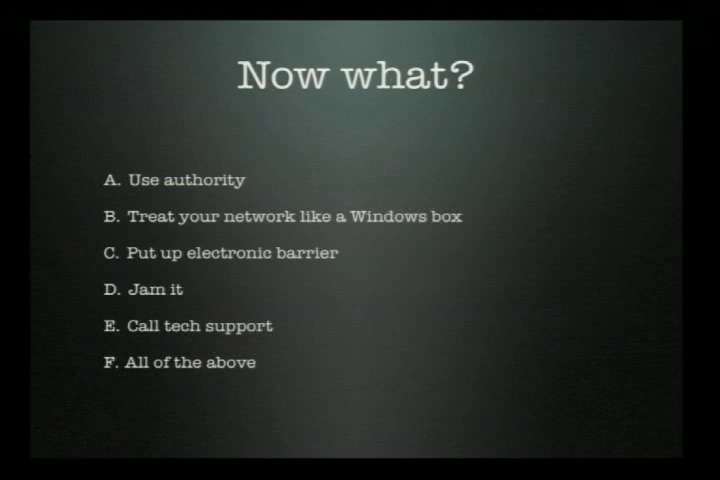 Now what?
A. Use authority
B. Treat your network like a Windows box
C. Put up electronic barrier
D. Jam it
E. Call tech support
F. All of the above